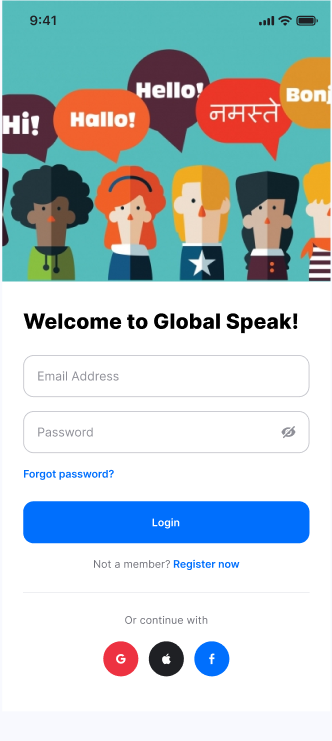 9:41
Hi!
Hallo!
Hello!
नमस्ते
Bonj
Welcome to Global Speak!
Email Address
Password
Forgot password?
Login
Not a member? Register now
Or continue with
G
f